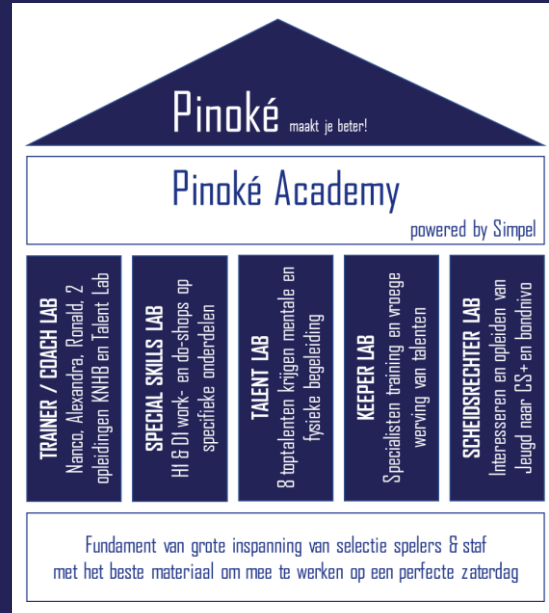 Pinoké maakt je beter!
Pinoké Academy
powered by Simpel
TRAINER / COACH LAB
Nanco, Alexandra, Ronald, 2
opleidingen KNHB en Talent Lab
SPECIAL SKILLS LAB
H1 & D1 work- en do-shops op
specifieke onderdelen
TALENT LAB
8 toptalenten krijgen mentale en
fysieke begeleiding
KEEPER LAB
Specialisten training en vroege
werving van talenten
SCHEIDSRECHTER LAB
Interesseren en opleiden van
Jeugd naar CS+ en bondnivo
Fundament van grote inspanning van selectie spelers & staf
met het beste materiaal om mee te werken op een perfecte zaterdag